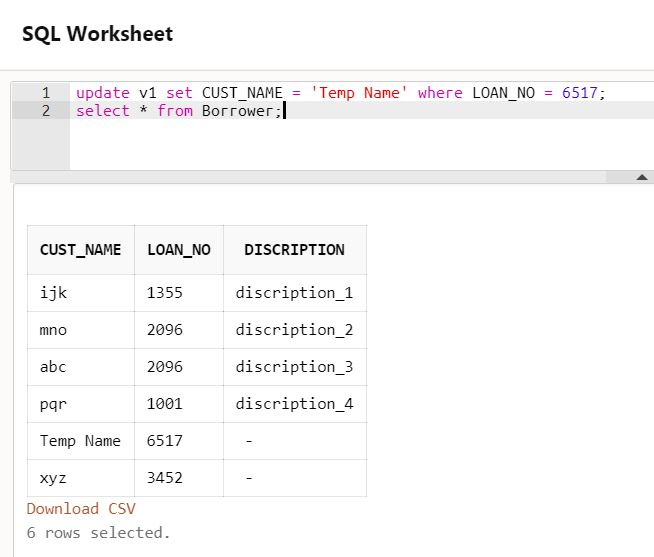 SQL Worksheet
1 update v1 set CUST_NAME = 'Temp Name' where LOAN_NO = 6517;
2 select * from Borrower;
CUST_NAME LOAN_NO DISCRIPTION
ijk 1355 discription_1
mno 2096 discription_2
abc 2096 discription_3
pqr 1001 discription_4
Temp Name 6517 -
xyz 3452 -
Download CSV
6 rows selected.